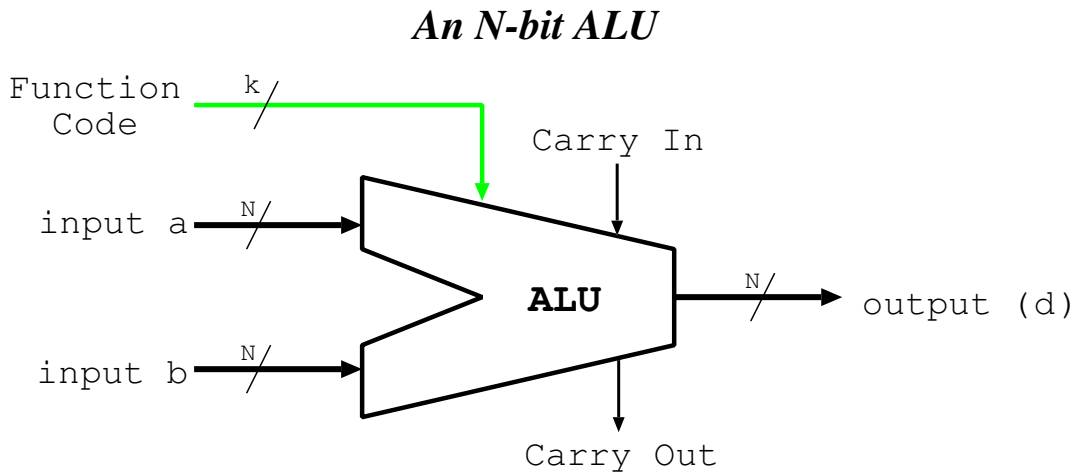 An N-bit ALU
Function
Code
k
Carry In
input a
N
ALU
N
output (d)
input b
N
Carry Out